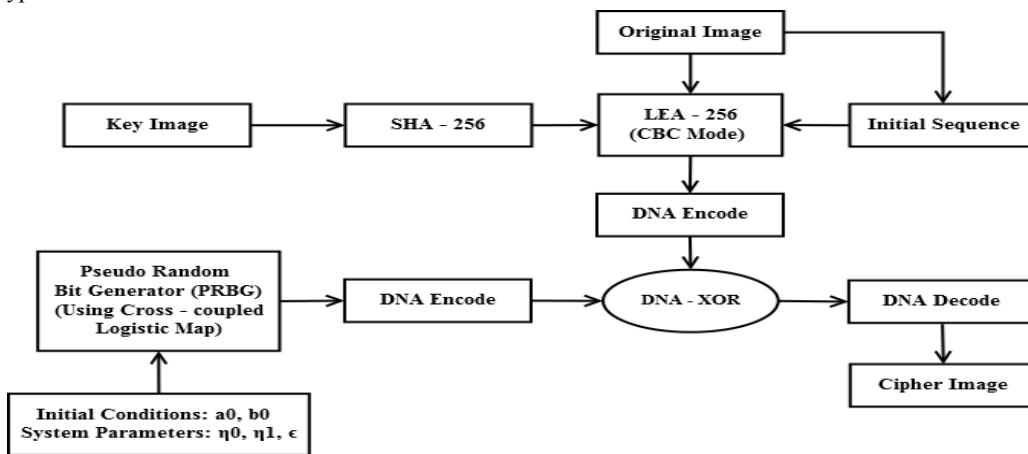 Original Image
Key Image
SHA - 256
LEA - 256
(CBC Mode)
Initial Sequence
DNA Encode
Pseudo Random
Bit Generator (PRBG)
(Using Cross - coupled
Logistic Map)
DNA Encode
DNA - XOR
DNA Decode
Cipher Image
Initial Conditions: a0, b0
System Parameters: η0, η1, ϵ